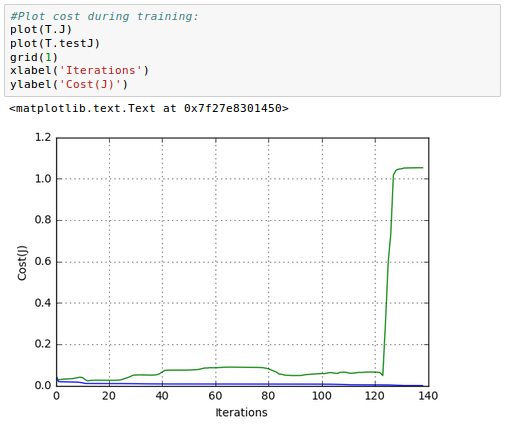 #Plot cost during training:
plot(T.J)
plot(T.testJ)
grid(1)
xlabel('Iterations')
ylabel('Cost(J)')
<matplotlib.text.Text at 0x7f27e8301450>
1.2
1.0
0.8
0.6
0.4
0.2
0.0
Cost(J)
0 20 40 60 80 100 120 140
Iterations